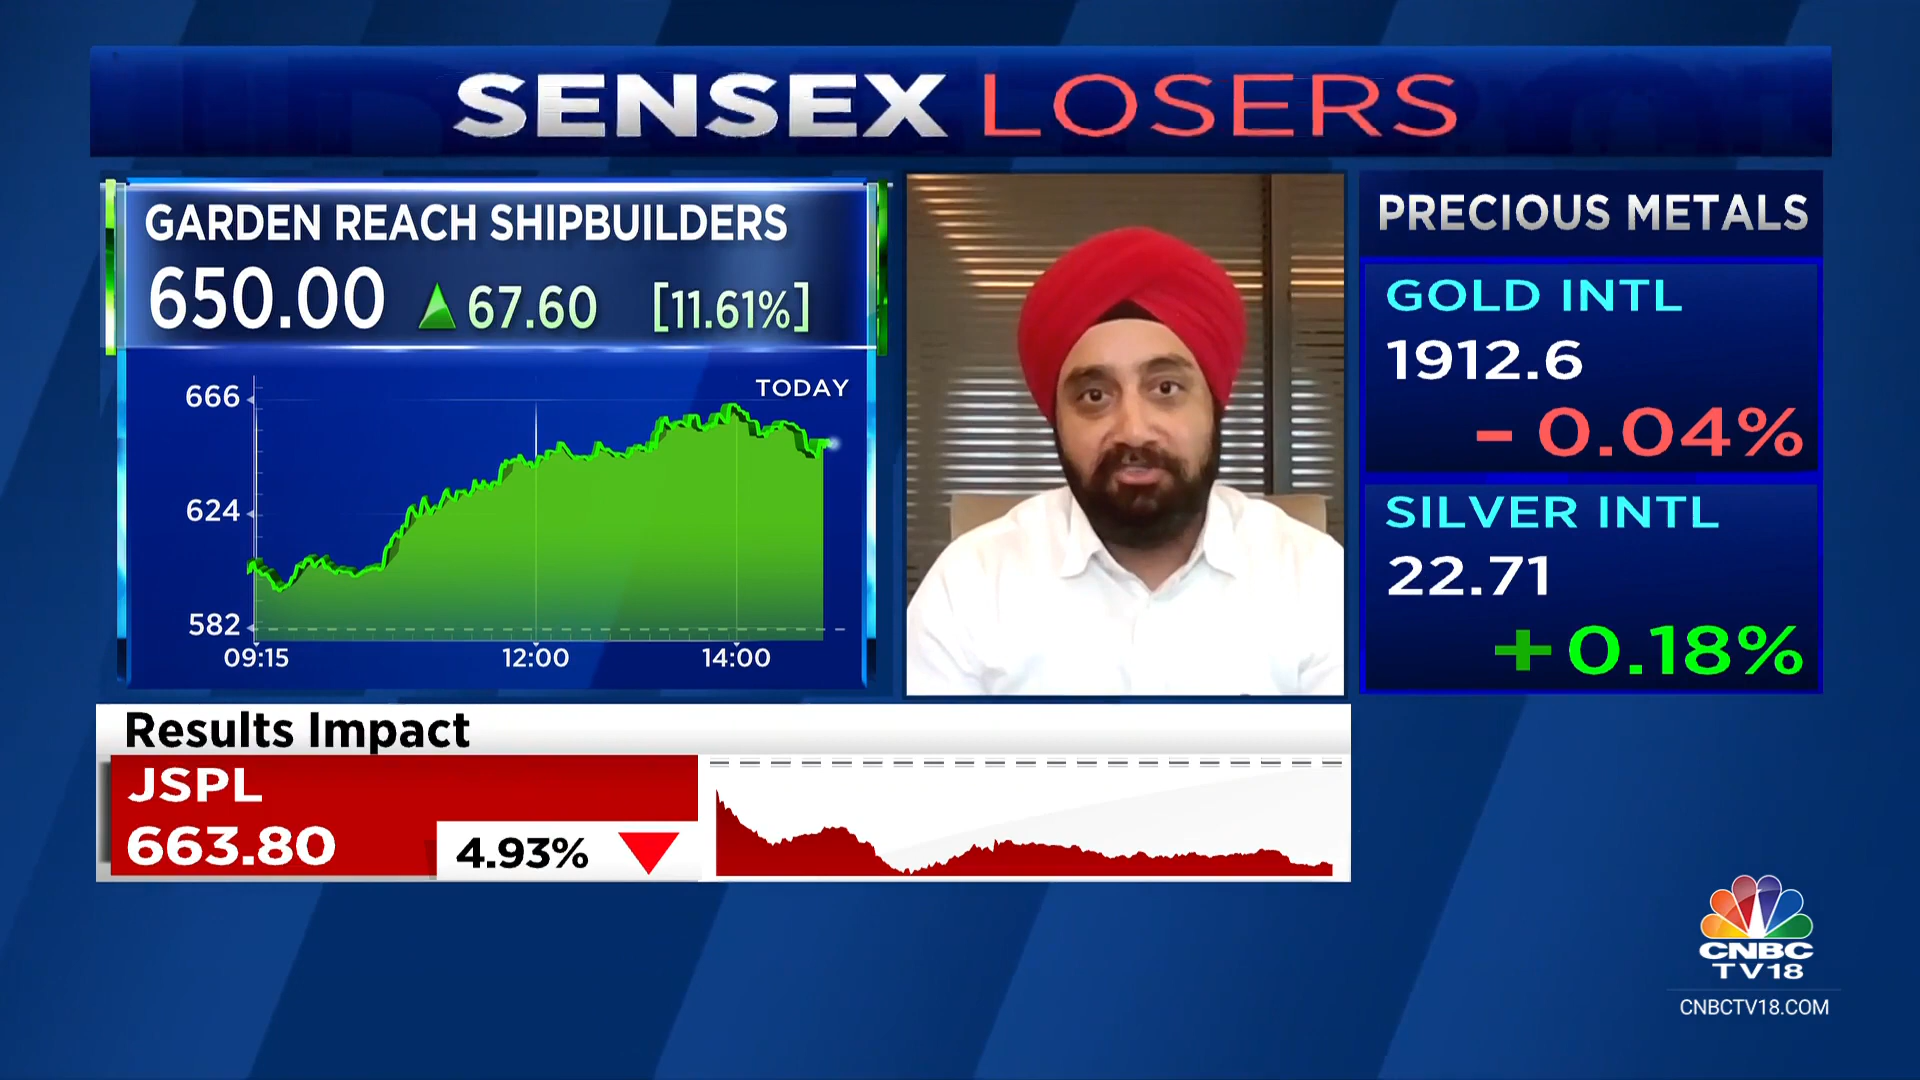 SENSEX LOSERS
GARDEN REACH SHIPBUILDERS
650.00 ▲ 67.60 [11.61%]
TODAY
666
624
582
09:15 12:00 14:00
PRECIOUS METALS
GOLD INTL
1912.6
- 0.04%
SILVER INTL
22.71
+ 0.18%
Results Impact
JSPL
663.80
4.93% ▼
CNBC
TV18
CNBCTV18.COM